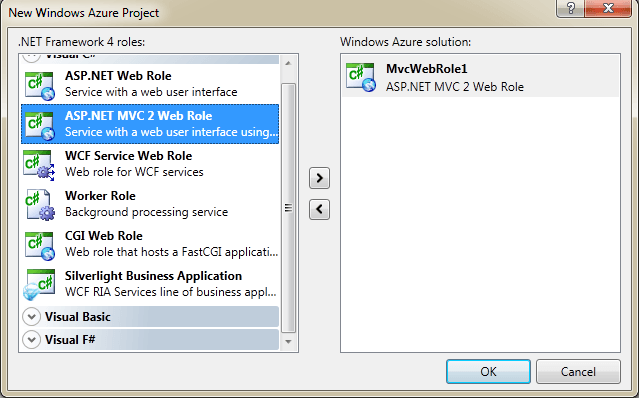 New Windows Azure Project
.NET Framework 4 roles:
Visual C#
ASP.NET Web Role
Service with a web user interface
ASP.NET MVC 2 Web Role
Service with a web user interface using...
WCF Service Web Role
Web role for WCF services
Worker Role
Background processing service
CGI Web Role
Web role that hosts a FastCGI applicati...
Silverlight Business Application
WCF RIA Services line of business appl...
Visual Basic
Visual F#
Windows Azure solution:
MvcWebRole1
ASP.NET MVC 2 Web Role
OK
Cancel